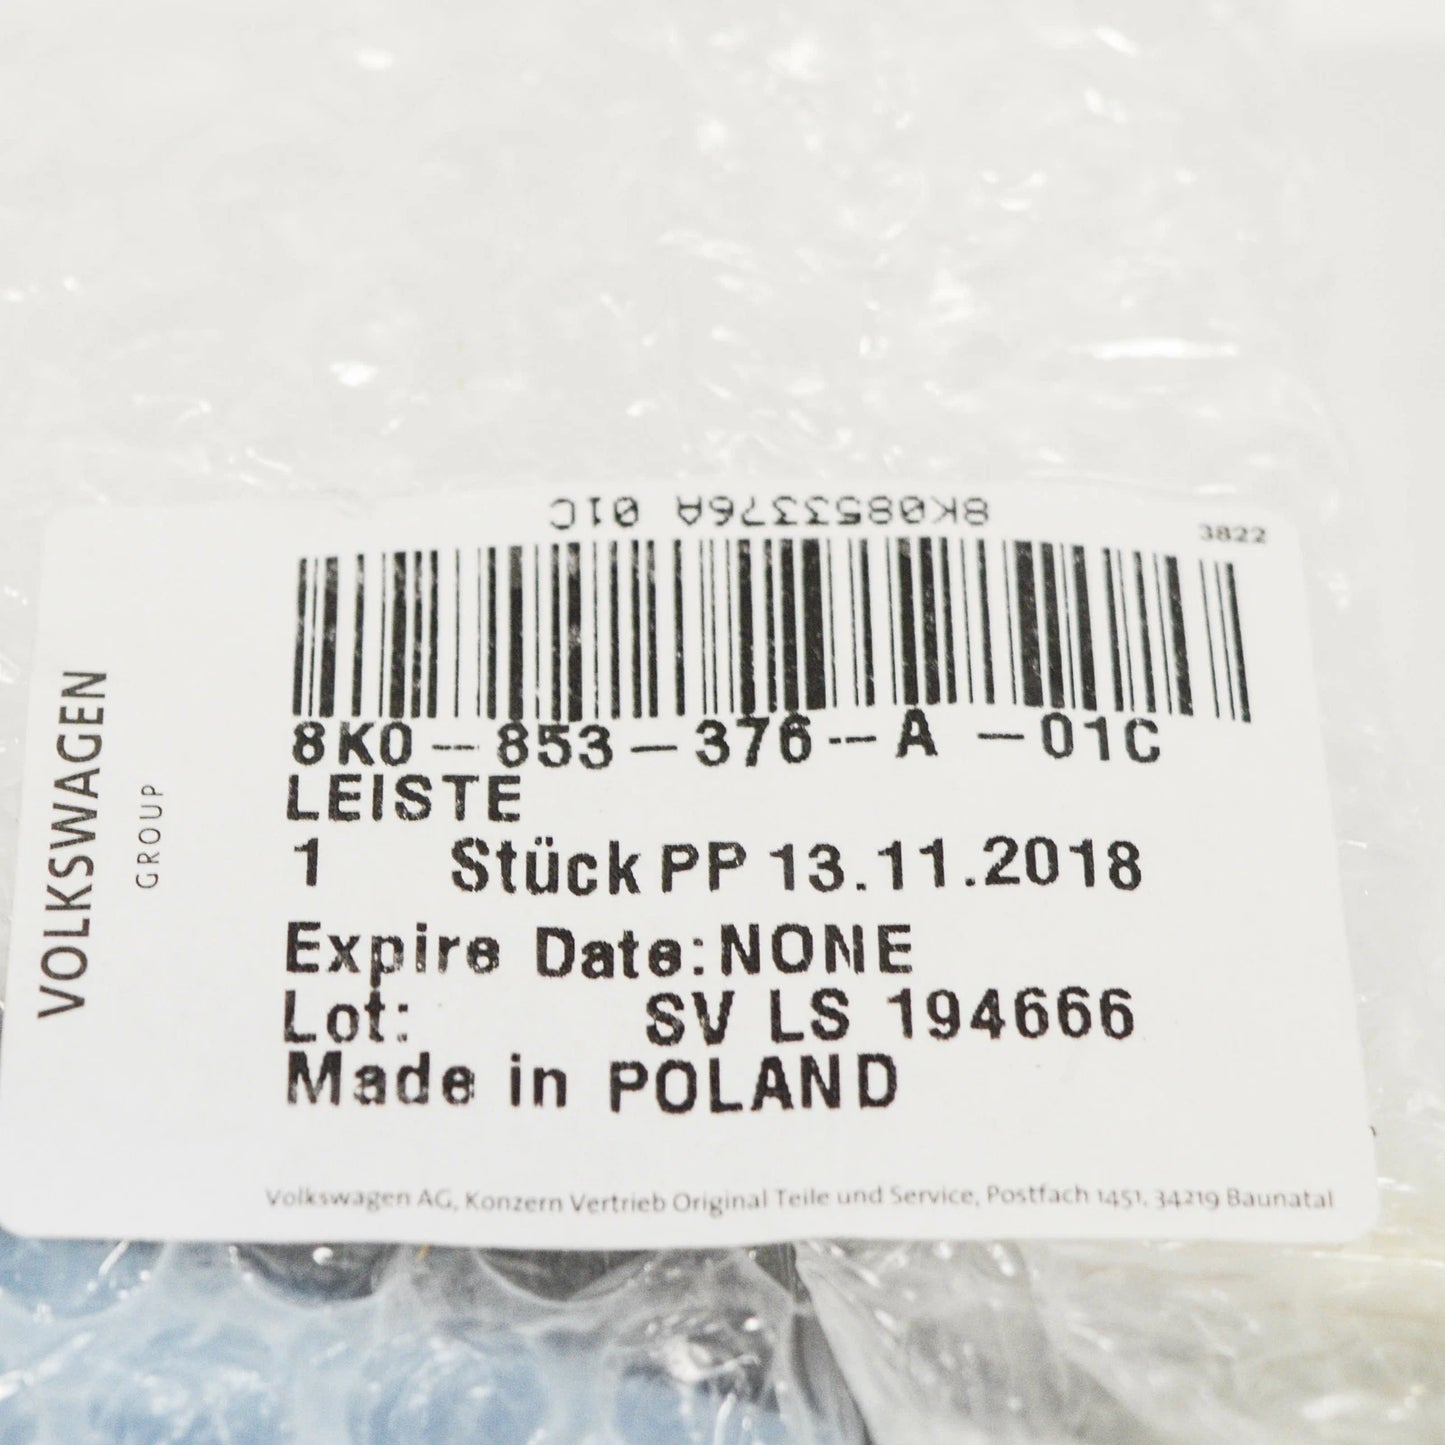 8K0853376A 01C
3822
8K0-853-376-A -01C
LEISTE
1 Stück PP 13.11.2018
Expire Date:NONE
Lot: SV LS 194666
Made in POLAND
VOLKSWAGEN
GROUP
Volkswagen AG, Konzern Vertrieb Original Teile und Service, Postfach 1451, 34219 Baunatal